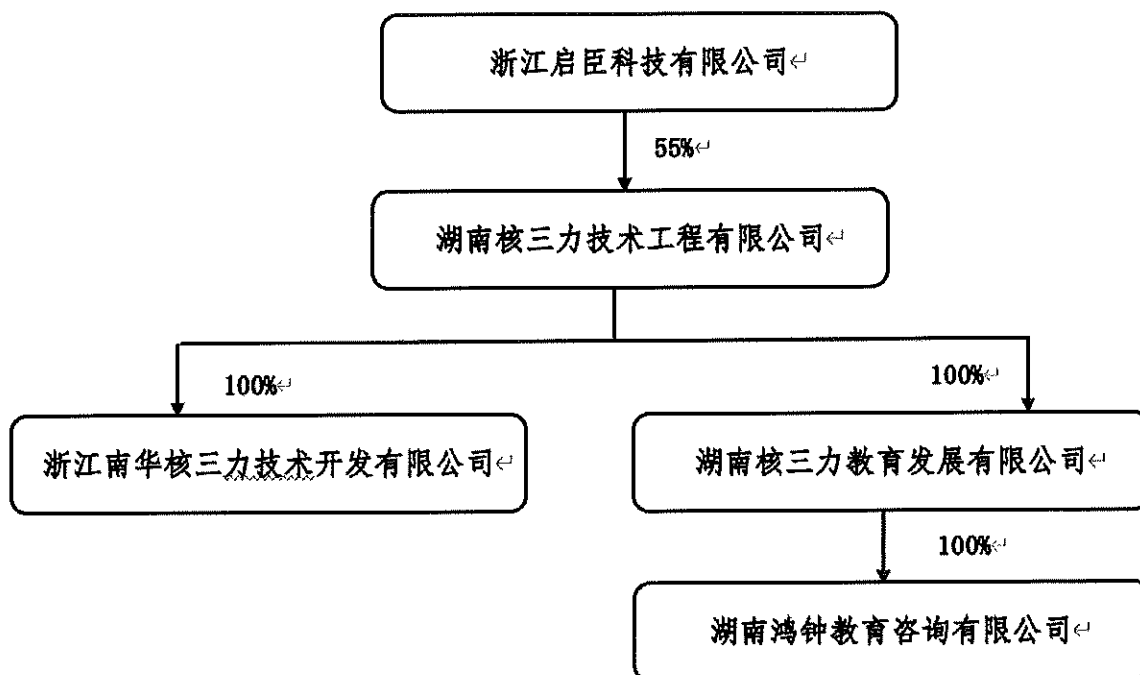 浙江启臣科技有限公司
55%
湖南核三力技术工程有限公司
100%
100%
浙江南华核三力技术开发有限公司
湖南核三力教育发展有限公司
100%
湖南鸿钟教育咨询有限公司